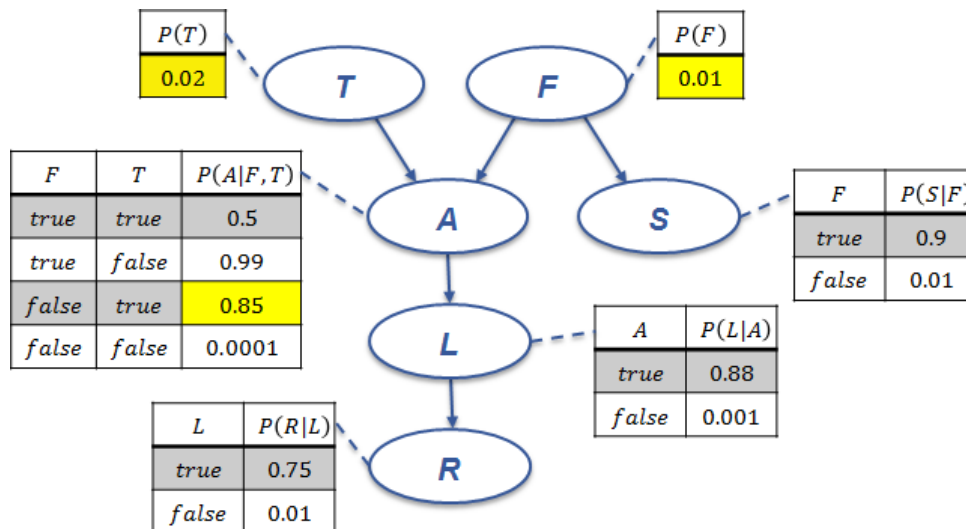 P(T)
0.02
T
F
P(F)
0.01
F T P(A|F,T)
true true 0.5
true false 0.99
false true 0.85
false false 0.0001
A
S
F P(S|F)
true 0.9
false 0.01
L
A P(L|A)
true 0.88
false 0.001
L P(R|L)
true 0.75
false 0.01
R